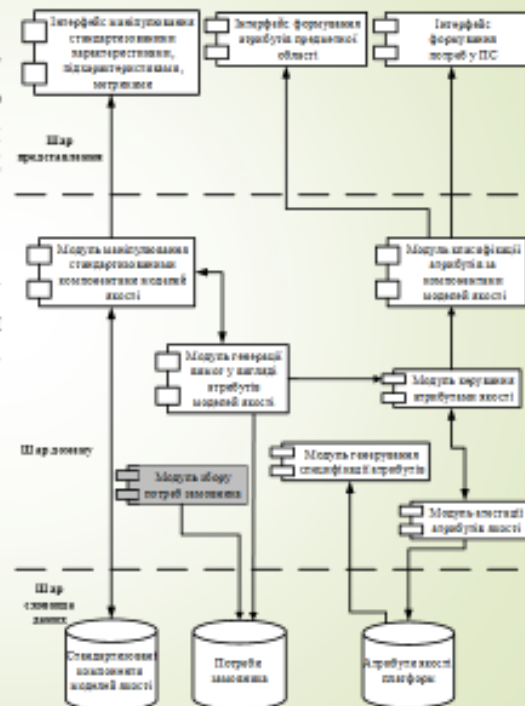 Інтерфейс маніпулювання
стандартизованими
характеристиками,
підхарактеристиками,
метриками
Інтерфейс формування
атрибутів предметної
області
Інтерфейс
формування
потреб у ПС
Шар
представлення
Модуль маніпулювання
стандартизованими
компонентами моделей
якості
Модуль класифікації
атрибутів за
компонентами
моделей якості
Модуль генерації
вимог у вигляді
атрибутів
моделей якості
Модуль керування
атрибутами якості
Шар домену
Модуль збору
потреб замовника
Модуль генерування
специфікації атрибутів
Модуль атестації
атрибутів якості
Шар
сховища
даних
Стандартизовані
компоненти
моделей якості
Потреби
замовника
Атрибути якості
платформ